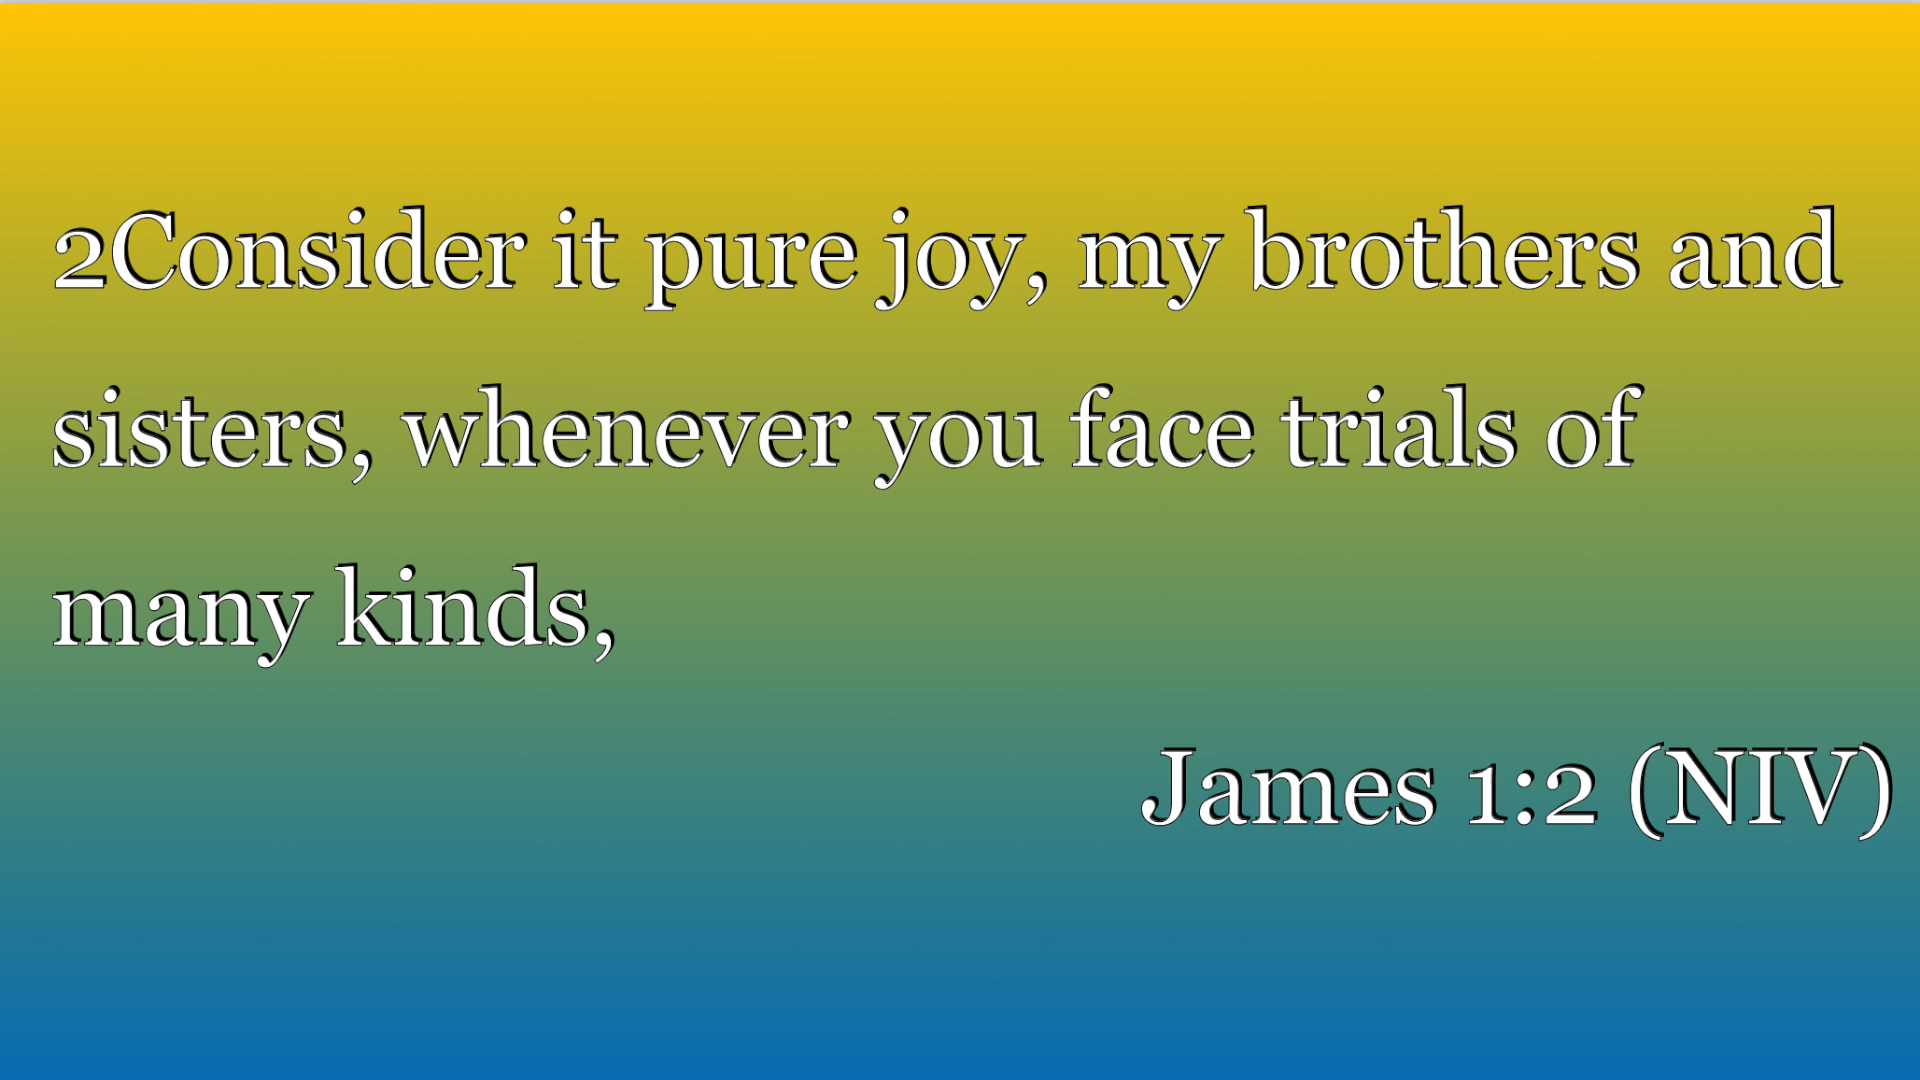 2Consider it pure joy, my brothers and
sisters, whenever you face trials of
many kinds,
James 1:2 (NIV)